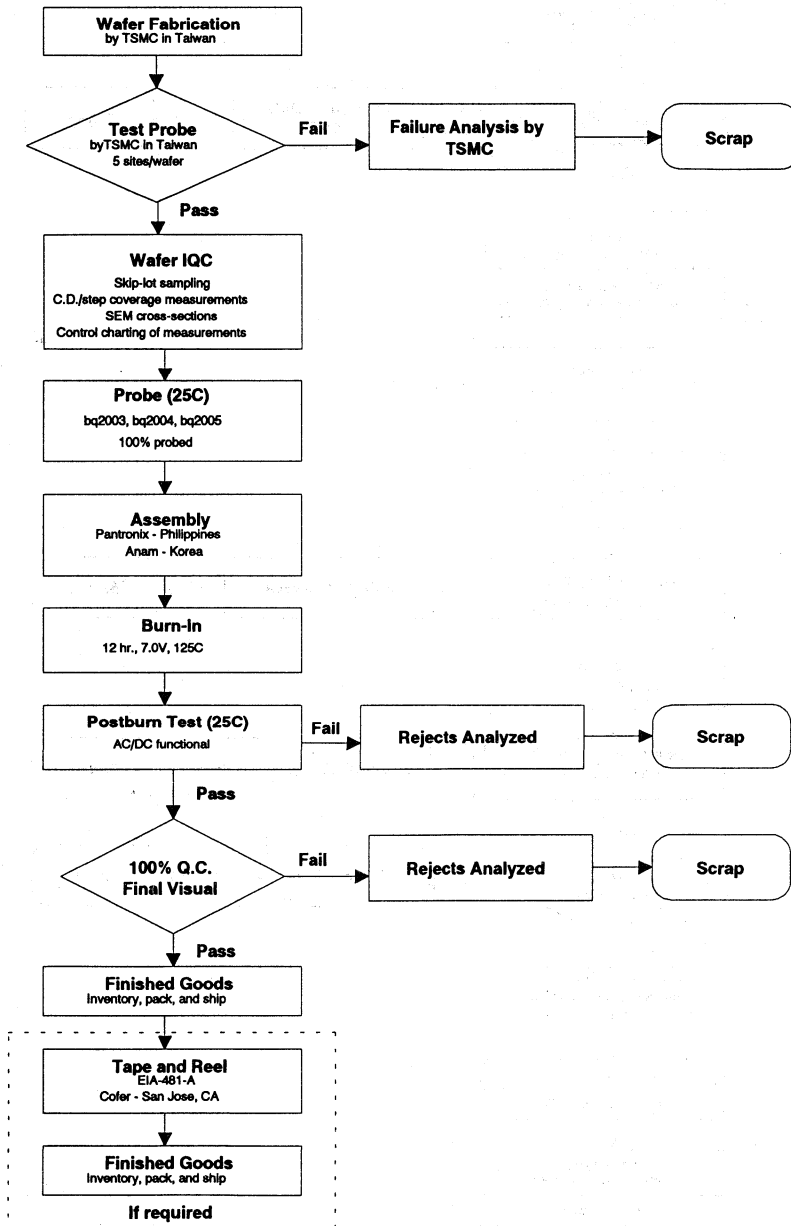 Wafer Fabrication
by TSMC in Taiwan
Test Probe
byTSMC in Taiwan
5 sites/wafer
Fail
Failure Analysis by
TSMC
Scrap
Pass
Wafer IQC
Skip-lot sampling
C.D./step coverage measurements
SEM cross-sections
Control charting of measurements
Probe (25C)
bq2003, bq2004, bq2005
100% probed
Assembly
Pantronix - Philippines
Anam - Korea
Burn-in
12 hr., 7.0V, 125C
Postburn Test (25C)
AC/DC functional
Fail
Rejects Analyzed
Scrap
Pass
100% Q.C.
Final Visual
Fail
Rejects Analyzed
Scrap
Pass
Finished Goods
Inventory, pack, and ship
Tape and Reel
EIA-481-A
Cofer - San Jose, CA
Finished Goods
Inventory, pack, and ship
If required